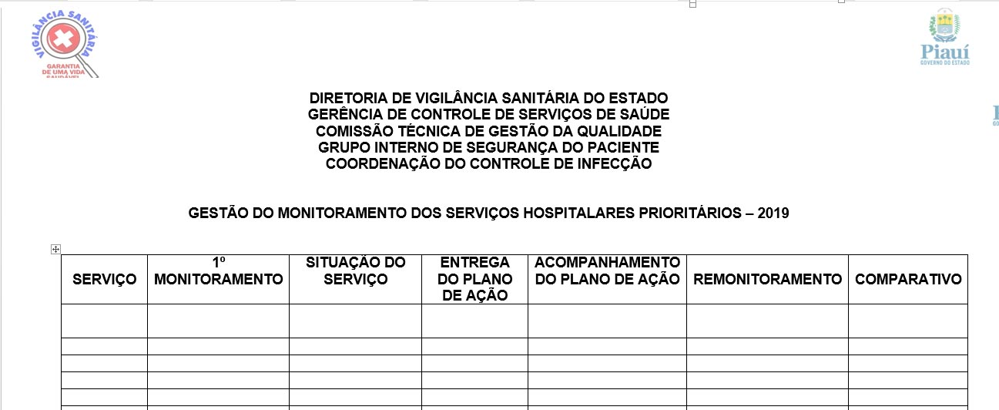 VIGILÂNCIA SANITÁRIA
GARANTIA
DE UMA VIDA
SAUDÁVEL
Piauí
GOVERNO DO ESTADO
DIRETORIA DE VIGILÂNCIA SANITÁRIA DO ESTADO
GERÊNCIA DE CONTROLE DE SERVIÇOS DE SAÚDE
COMISSÃO TÉCNICA DE GESTÃO DA QUALIDADE
GRUPO INTERNO DE SEGURANÇA DO PACIENTE
COORDENAÇÃO DO CONTROLE DE INFECÇÃO
GESTÃO DO MONITORAMENTO DOS SERVIÇOS HOSPITALARES PRIORITÁRIOS – 2019
SERVIÇO
1º
MONITORAMENTO
SITUAÇÃO DO
SERVIÇO
ENTREGA
DO PLANO
DE AÇÃO
ACOMPANHAMENTO
DO PLANO DE AÇÃO
REMONITORAMENTO
COMPARATIVO